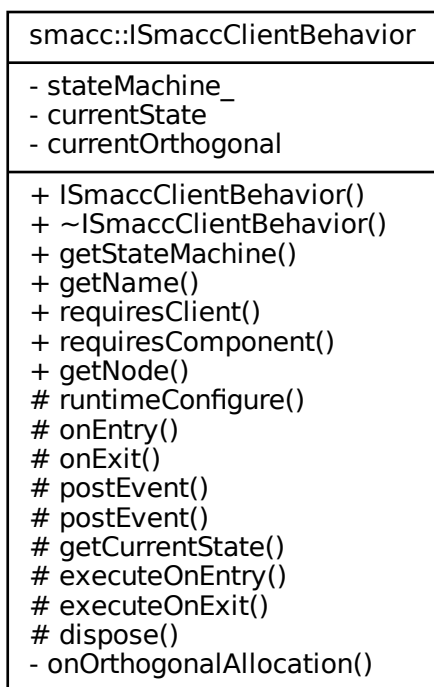 smacc::ISmaccClientBehavior
- stateMachine_
- currentState
- currentOrthogonal
+ ISmaccClientBehavior()
+ ~ISmaccClientBehavior()
+ getStateMachine()
+ getName()
+ requiresClient()
+ requiresComponent()
+ getNode()
# runtimeConfigure()
# onEntry()
# onExit()
# postEvent()
# postEvent()
# getCurrentState()
# executeOnEntry()
# executeOnExit()
# dispose()
- onOrthogonalAllocation()